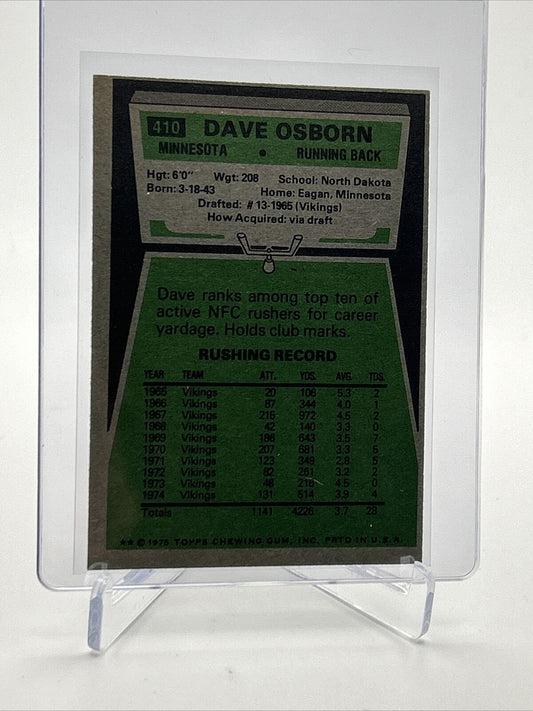 410 DAVE OSBORN
MINNESOTA • RUNNING BACK
Hgt: 6'0" Wgt: 208 School: North Dakota
Born: 3-18-43 Home: Eagan, Minnesota
Drafted: #13-1965 (Vikings)
How Acquired: via draft
Dave ranks among top ten of
active NFC rushers for career
yardage. Holds club marks.
RUSHING RECORD
YEAR TEAM ATT. YDS. AVG. TDS.
1965 Vikings 20 106 5.3 2
1966 Vikings 87 344 4.0 1
1967 Vikings 215 972 4.5 2
1968 Vikings 42 140 3.3 0
1969 Vikings 186 643 3.5 7
1970 Vikings 207 681 3.3 5
1971 Vikings 123 349 2.8 5
1972 Vikings 82 261 3.2 2
1973 Vikings 48 216 4.5 0
1974 Vikings 131 514 3.9 4
Totals 1141 4226 3.7 28
★★ © 1975 TOPPS CHEWING GUM, INC. PRTD IN U.S.A.